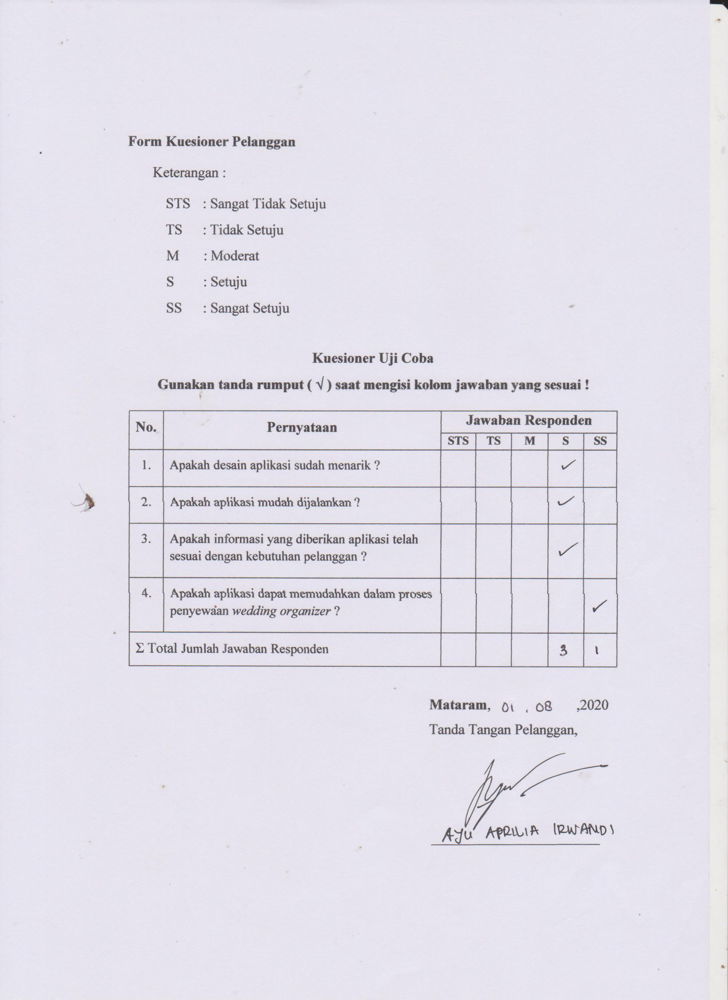 Form Kuesioner Pelanggan
Keterangan :
STS : Sangat Tidak Setuju
TS : Tidak Setuju
M : Moderat
S : Setuju
SS : Sangat Setuju
Kuesioner Uji Coba
Gunakan tanda rumput ( √ ) saat mengisi kolom jawaban yang sesuai !
No. Pernyataan Jawaban Responden
STS TS M S SS
1. Apakah desain aplikasi sudah menarik ? ✓
2. Apakah aplikasi mudah dijalankan ? ✓
3. Apakah informasi yang diberikan aplikasi telah
sesuai dengan kebutuhan pelanggan ? ✓
4. Apakah aplikasi dapat memudahkan dalam proses
penyewaan wedding organizer ? ✓
Σ Total Jumlah Jawaban Responden 3 1
Mataram, 01 . 08 ,2020
Tanda Tangan Pelanggan,
AYU APRILIA IRWANDI